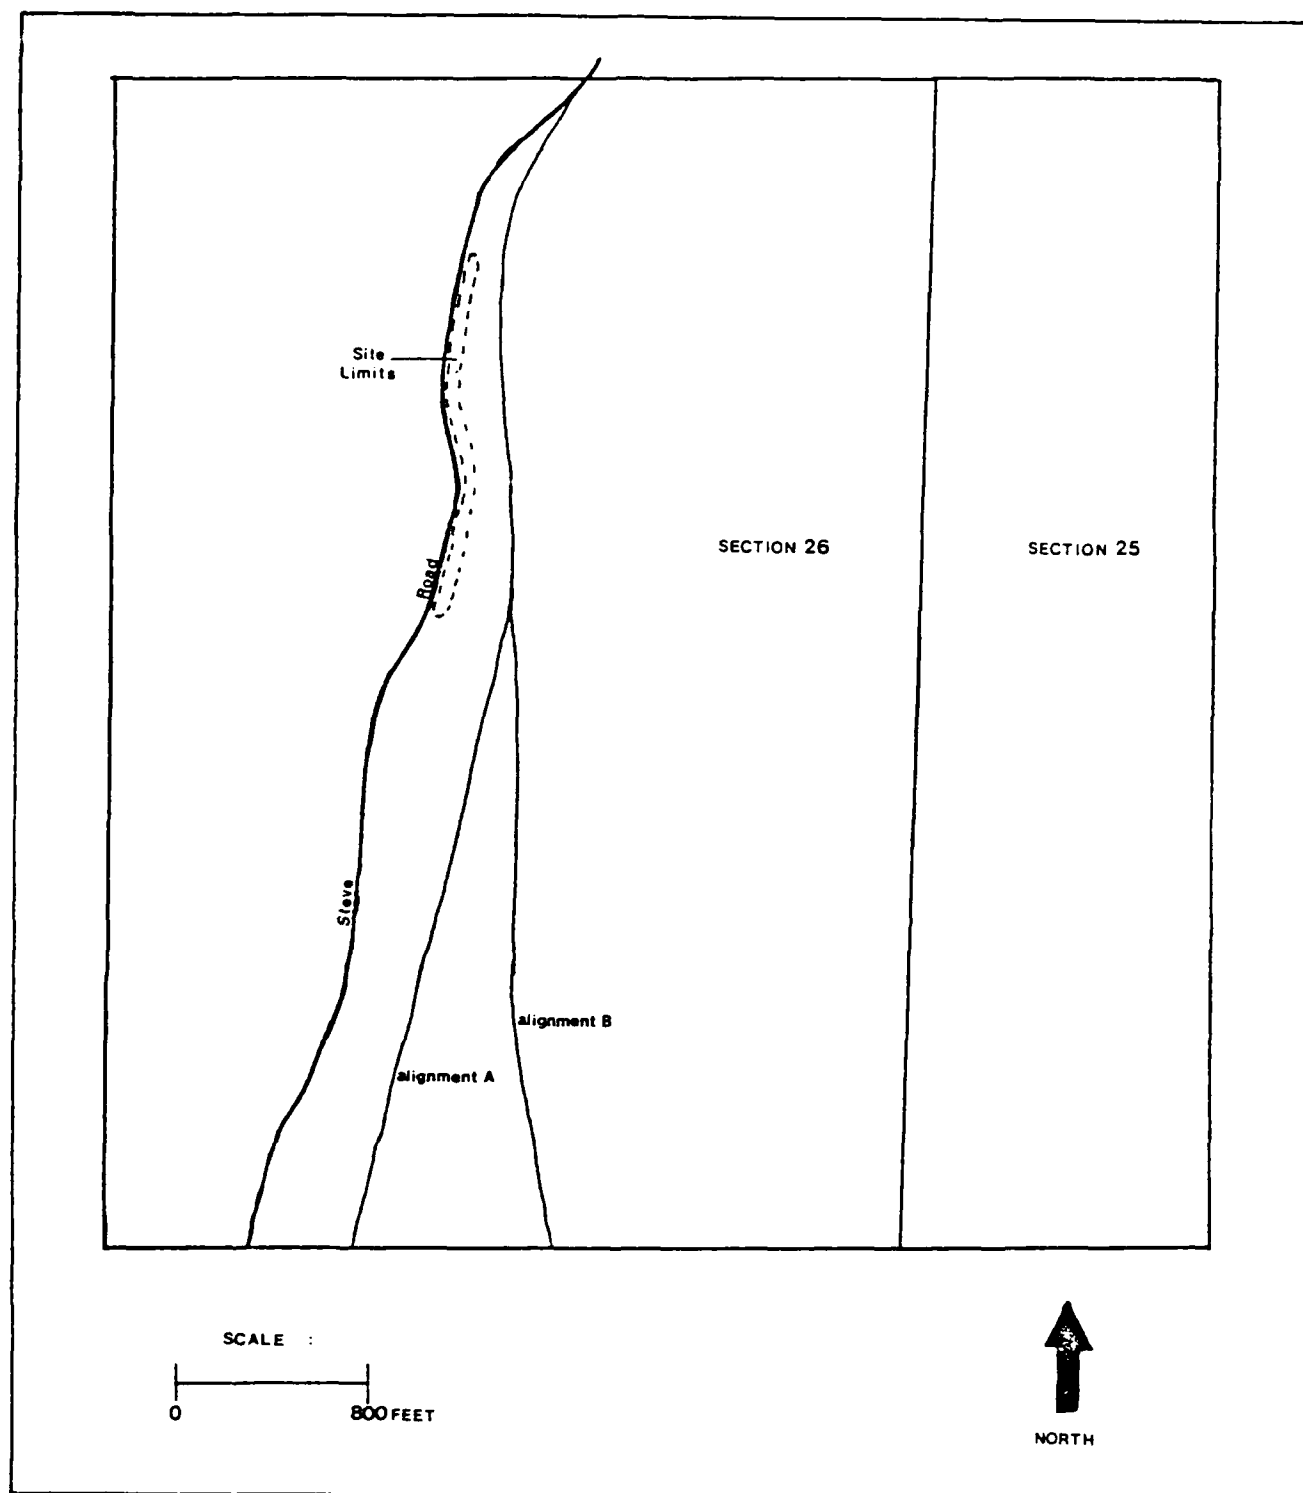 Site
Limits
SECTION 26
SECTION 25
Road
Steve
alignment B
alignment A
SCALE :
0 800 FEET
NORTH